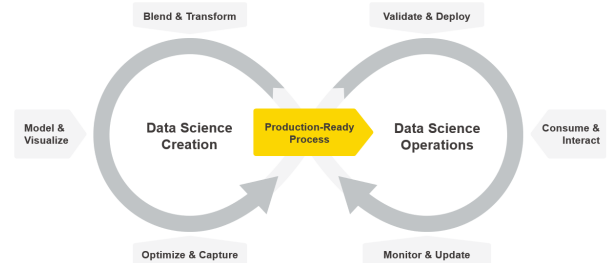 Blend & Transform
Validate & Deploy
Model &
Visualize
Data Science
Creation
Production-Ready
Process
Data Science
Operations
Consume &
Interact
Optimize & Capture
Monitor & Update